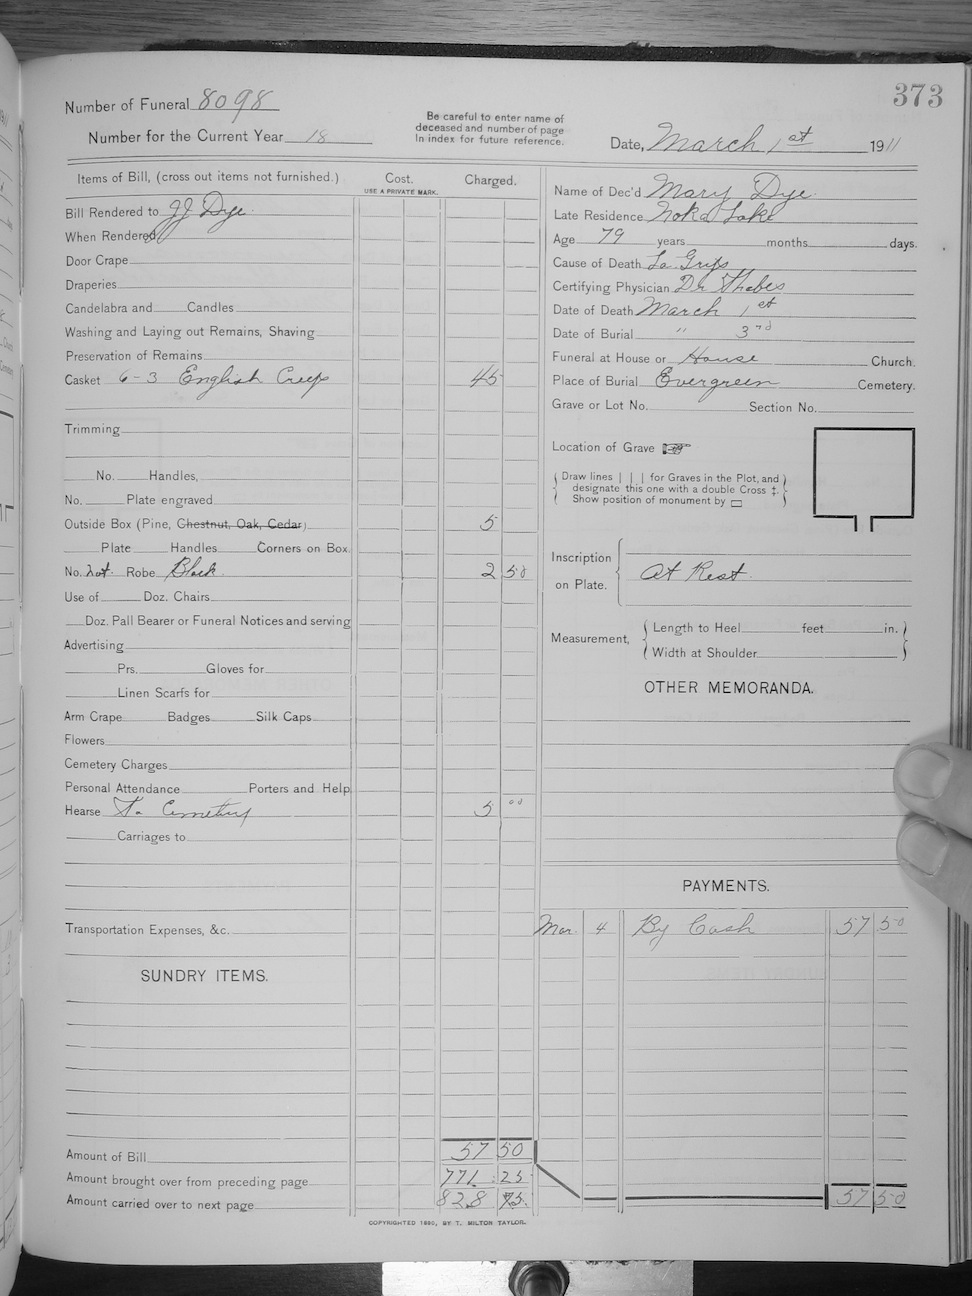 373
Number of Funeral 8098
Number for the Current Year 18
Be careful to enter name of
deceased and number of page
in index for future reference.
Date, March 1st 1911
Items of Bill, (cross out items not furnished.)
Cost.
USE A PRIVATE MARK.
Charged.
Bill Rendered to JJ Dye
When Rendered
Door Crape
Draperies
Candelabra and Candles
Washing and Laying out Remains, Shaving
Preservation of Remains
Casket 6-3 English Creps 45
Trimming
No. Handles,
No. Plate engraved
Outside Box (Pine, Chestnut, Oak, Cedar) 5
Plate Handles Corners on Box
No. Robe Black 2 50
Use of Doz. Chairs
Doz. Pall Bearer or Funeral Notices and serving
Advertising
Prs. Gloves for
Linen Scarfs for
Arm Crape Badges Silk Caps
Flowers
Cemetery Charges
Personal Attendance Porters and Help
Hearse To Cemetery 5 00
Carriages to
Transportation Expenses, &c.
SUNDRY ITEMS.
Amount of Bill 57 50
Amount brought over from preceding page 771 25
Amount carried over to next page 828 75
Name of Dec'd Mary Dye
Late Residence Noka Lake
Age 79 years months days.
Cause of Death La Grips
Certifying Physician Dr Thabes
Date of Death March 1st
Date of Burial " 3rd
Funeral at House or House Church.
Place of Burial Evergreen Cemetery.
Grave or Lot No. Section No.
Location of Grave
Draw lines | | | for Graves in the Plot, and
designate this one with a double Cross ‡.
Show position of monument by ▭
Inscription
on Plate.
At Rest
Measurement,
Length to Heel feet in.
Width at Shoulder
OTHER MEMORANDA.
PAYMENTS.
Mar. 4 By Cash 57 50
57 50
COPYRIGHTED 1890, BY T. MILTON TAYLOR.